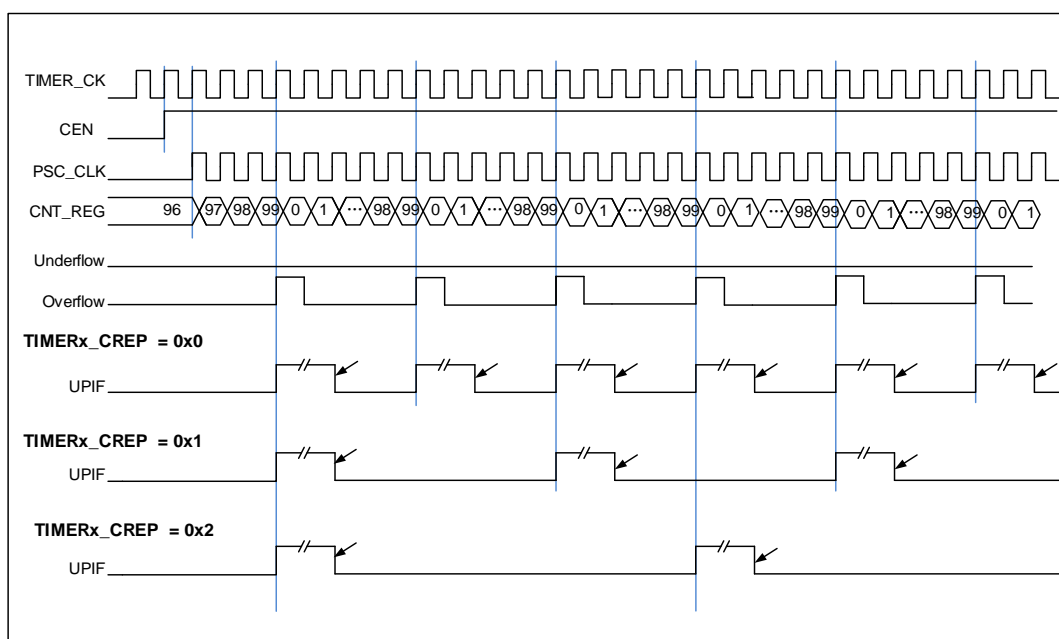 TIMER_CK
CEN
PSC_CLK
CNT_REG 96 97 98 99 0 1 ... 98 99 0 1 ... 98 99 0 1 ... 98 99 0 1 ... 98 99 0 1 ... 98 99 0 1
Underflow
Overflow
TIMERx_CREP = 0x0
UPIF
TIMERx_CREP = 0x1
UPIF
TIMERx_CREP = 0x2
UPIF